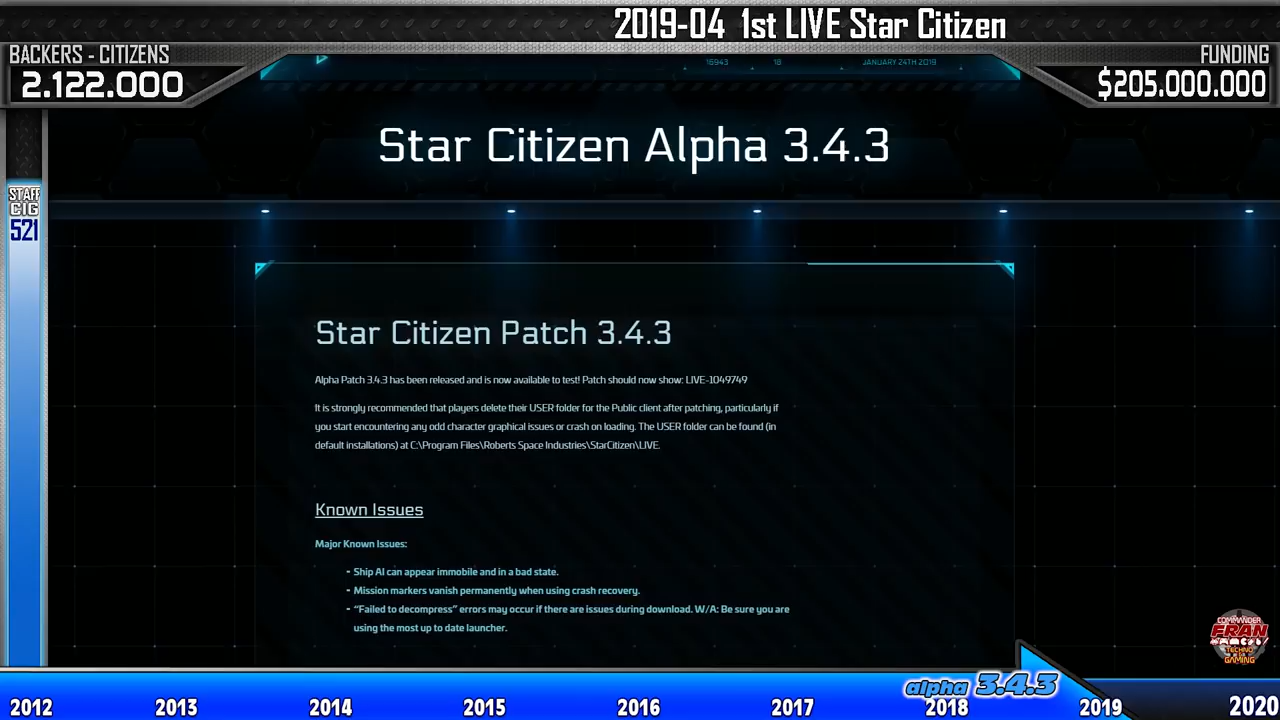 2019-04 1st LIVE Star Citizen
BACKERS - CITIZENS
2.122.000
FUNDING
$205.000.000
16943
18
JANUARY 24TH 2019
Star Citizen Alpha 3.4.3
STAFF
CIG
521
Star Citizen Patch 3.4.3
Alpha Patch 3.4.3 has been released and is now available to test! Patch should now show: LIVE-1049749
It is strongly recommended that players delete their USER folder for the Public client after patching, particularly if
you start encountering any odd character graphical issues or crash on loading. The USER folder can be found (in
default installations) at C:\Program Files\Roberts Space Industries\StarCitizen\LIVE.
Known Issues
Major Known Issues:
- Ship AI can appear immobile and in a bad state.
- Mission markers vanish permanently when using crash recovery.
- “Failed to decompress” errors may occur if there are issues during download. W/A: Be sure you are
using the most up to date launcher.
COMMANDER
FRAN
TECHNO
GAMING
alpha 3.4.3
2012 2013 2014 2015 2016 2017 2018 2019 2020